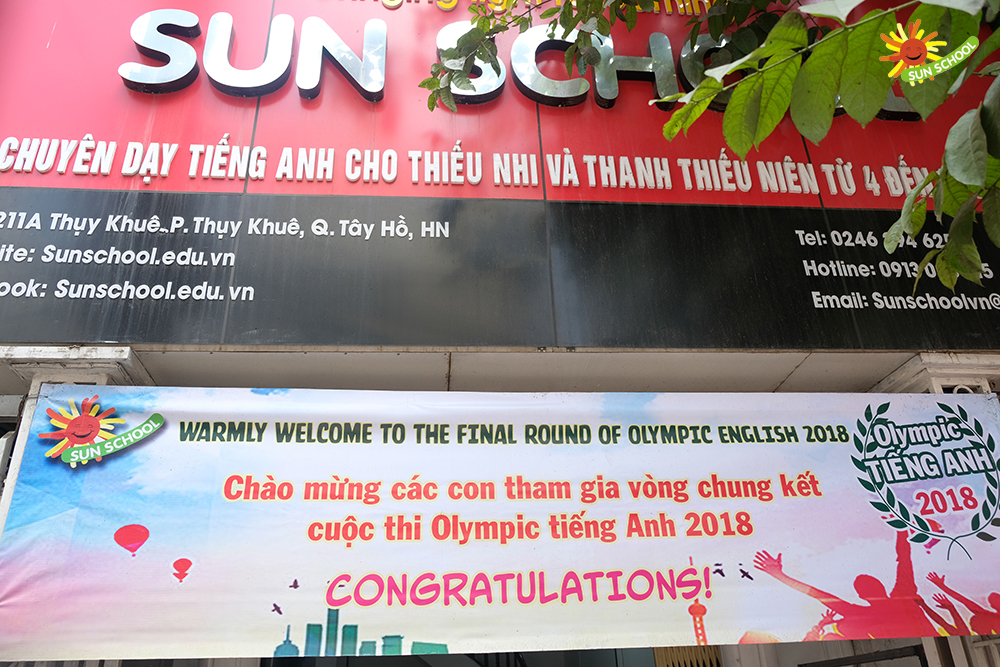 SUN SCHOOL
SUN SCHOOL
CHUYÊN DẠY TIẾNG ANH CHO THIẾU NHI VÀ THANH THIẾU NIÊN TỪ 4 ĐẾN
211A Thụy Khuê, P. Thụy Khuê, Q. Tây Hồ, HN
Tel: 0246
Sunschool.edu.vn
Hotline: 0913
Sunschool.edu.vn
Email: Sunschoolvn@
SUN SCHOOL
WARMLY WELCOME TO THE FINAL ROUND OF OLYMPIC ENGLISH 2018
Olympic
TIẾNG ANH
2018
Chào mừng các con tham gia vòng chung kết
cuộc thi Olympic tiếng Anh 2018
CONGRATULATIONS!